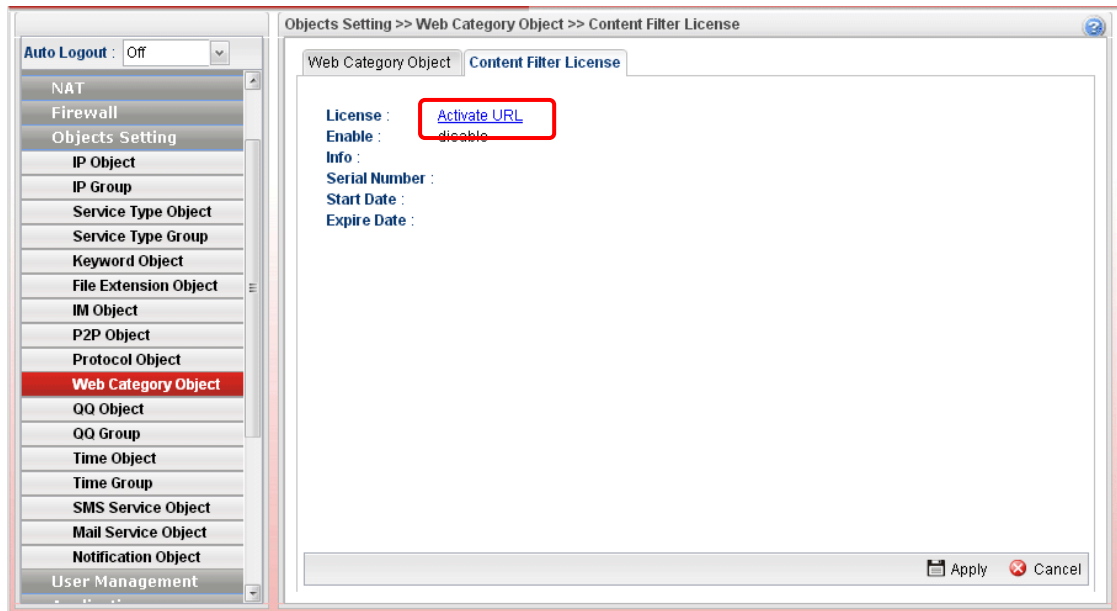 Objects Setting >> Web Category Object >> Content Filter License
Auto Logout : Off
NAT
Firewall
Objects Setting
IP Object
IP Group
Service Type Object
Service Type Group
Keyword Object
File Extension Object
IM Object
P2P Object
Protocol Object
Web Category Object
QQ Object
QQ Group
Time Object
Time Group
SMS Service Object
Mail Service Object
Notification Object
User Management
Web Category Object
Content Filter License
License : Activate URL
Enable : disable
Info :
Serial Number :
Start Date :
Expire Date :
Apply
Cancel